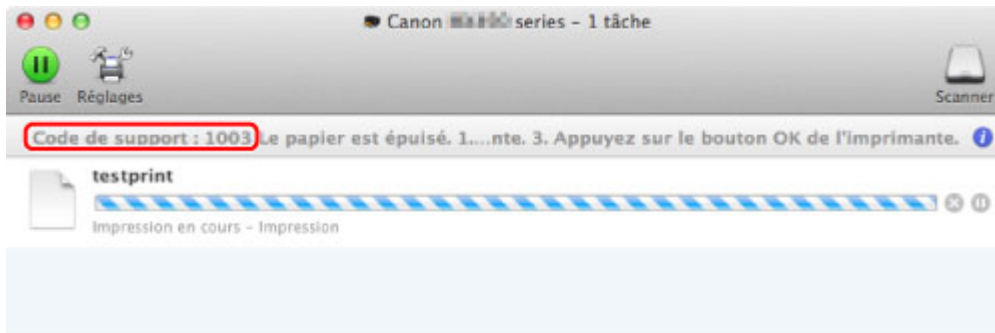 Canon series – 1 tâche
Pause Réglages Scanner
Code de support : 1003 Le papier est épuisé. 1....nte. 3. Appuyez sur le bouton OK de l'imprimante.
testprint
Impression en cours – Impression